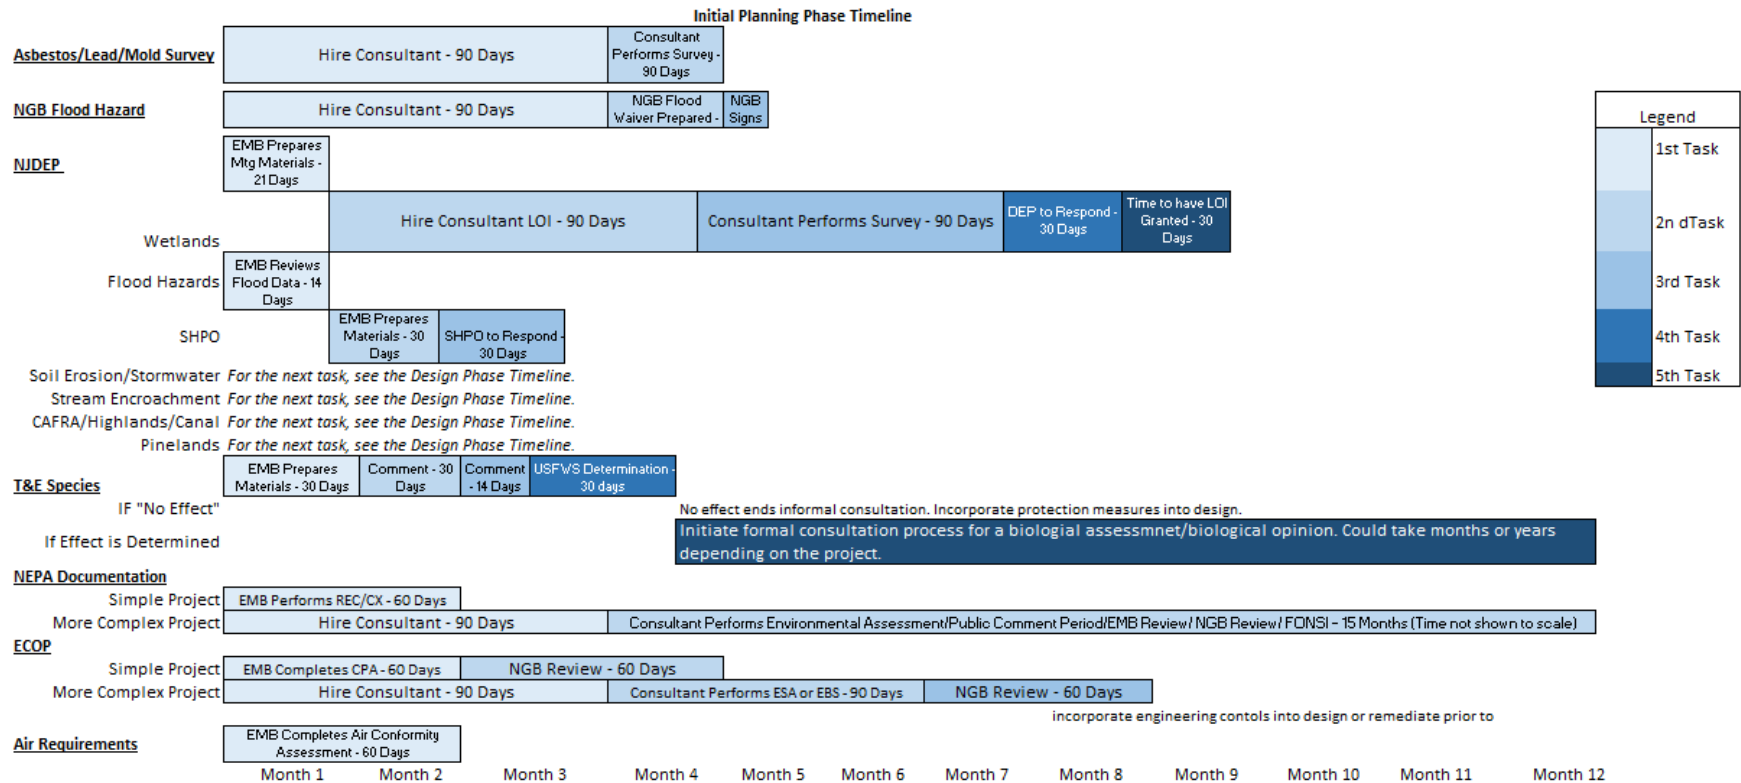 Initial Planning Phase Timeline
Asbestos/Lead/Mold Survey
Hire Consultant - 90 Days
Consultant
Performs Survey -
90 Days
NGB Flood Hazard
Hire Consultant - 90 Days
NGB Flood
Waiver Prepared -
NGB
Signs
Legend
1st Task
2n dTask
3rd Task
4th Task
5th Task
NJDEP
EMB Prepares
Mtg Materials -
21 Days
Wetlands
Hire Consultant LOI - 90 Days
Consultant Performs Survey - 90 Days
DEP to Respond -
30 Days
Time to have LOI
Granted - 30
Days
Flood Hazards
EMB Reviews
Flood Data - 14
Days
SHPO
EMB Prepares
Materials - 30
Days
SHPO to Respond -
30 Days
Soil Erosion/Stormwater For the next task, see the Design Phase Timeline.
Stream Encroachment For the next task, see the Design Phase Timeline.
CAFRA/Highlands/Canal For the next task, see the Design Phase Timeline.
Pinelands For the next task, see the Design Phase Timeline.
T&E Species
EMB Prepares
Materials - 30 Days
Comment - 30
Days
Comment
- 14 Days
USFWS Determination -
30 days
IF "No Effect"
No effect ends informal consultation. Incorporate protection measures into design.
If Effect is Determined
Initiate formal consultation process for a biologial assessmnet/biological opinion. Could take months or years
depending on the project.
NEPA Documentation
Simple Project
EMB Performs REC/CX - 60 Days
More Complex Project
Hire Consultant - 90 Days
Consultant Performs Environmental Assessment/Public Comment Period/EMB Review/ NGB Review/ FONSI - 15 Months (Time not shown to scale)
ECOP
Simple Project
EMB Completes CPA - 60 Days
NGB Review - 60 Days
More Complex Project
Hire Consultant - 90 Days
Consultant Performs ESA or EBS - 90 Days
NGB Review - 60 Days
incorporate engineering contols into design or remediate prior to
Air Requirements
EMB Completes Air Conformity
Assessment - 60 Days
Month 1 Month 2 Month 3 Month 4 Month 5 Month 6 Month 7 Month 8 Month 9 Month 10 Month 11 Month 12